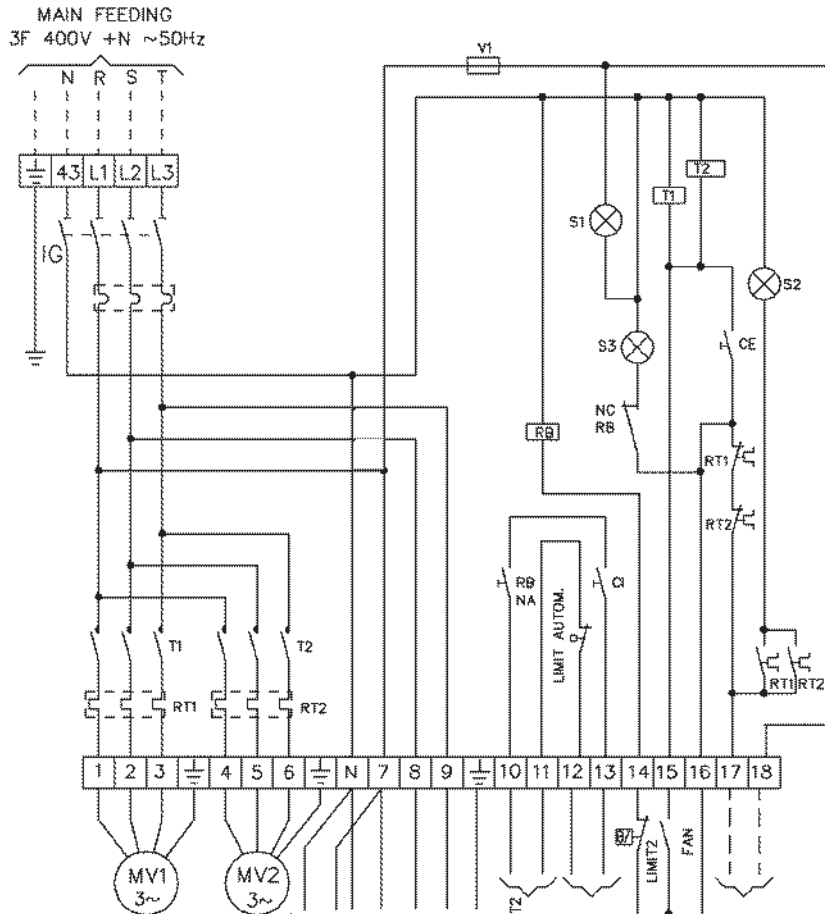 MAIN FEEDING
3F 400V +N ~50Hz
N R S T
V1
43 L1 L2 L3
T2
T1
S1
IG
S2
S3
CE
NC
RB
RB
RT1
RT2
RB
NA
CI
LIMIT AUTOM.
T1
T2
RT1
RT2
RT1 RT2
1 2 3 4 5 6 N 7 8 9 10 11 12 13 14 15 16 17 18
LIMIT2
FAN
MV1
3~
MV2
3~
T2